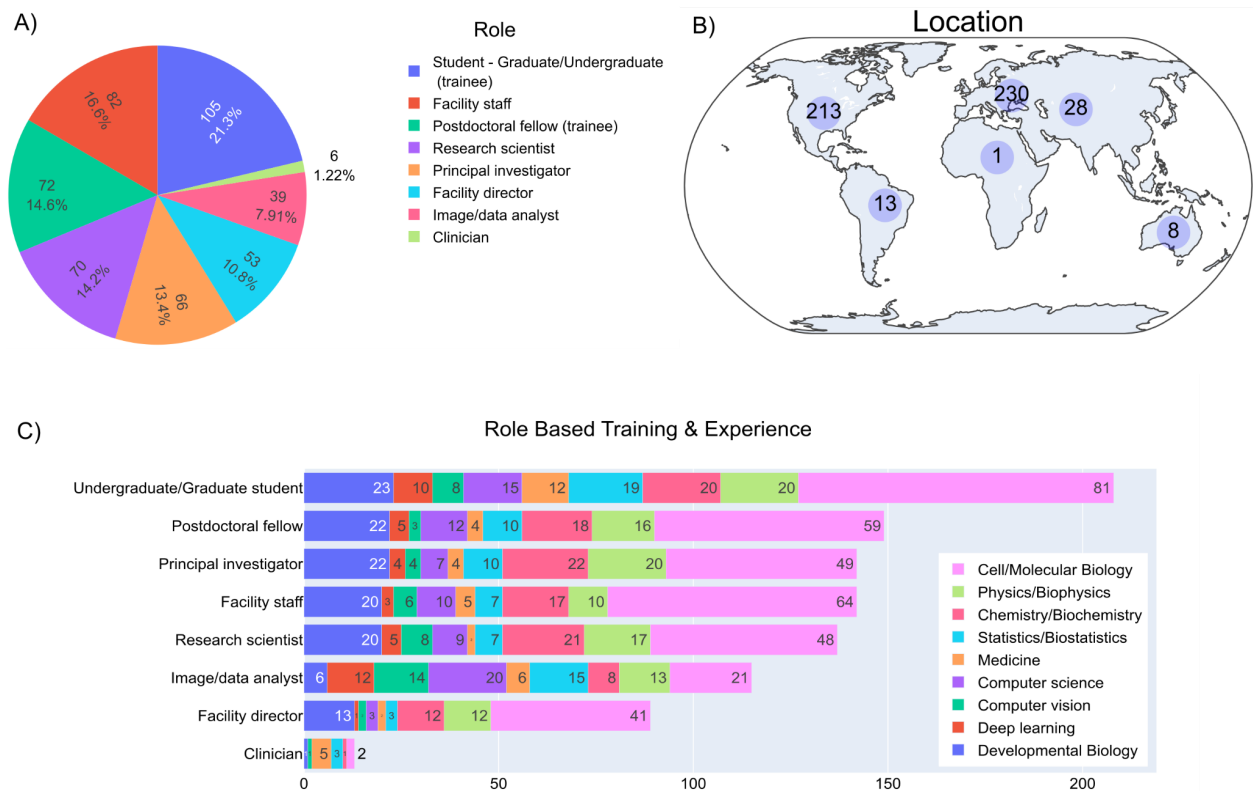 A)
Role
105
21.3%
82
16.6%
72
14.6%
70
14.2%
66
13.4%
53
10.8%
39
7.91%
6
1.22%
Student - Graduate/Undergraduate
(trainee)
Facility staff
Postdoctoral fellow (trainee)
Research scientist
Principal investigator
Facility director
Image/data analyst
Clinician
B)
Location
213
230
28
1
13
8
C)
Role Based Training & Experience
Undergraduate/Graduate student 23 10 8 15 12 19 20 20 81
Postdoctoral fellow 22 5 3 12 4 10 18 16 59
Principal investigator 22 4 4 7 4 10 22 20 49
Facility staff 20 3 6 10 5 7 17 10 64
Research scientist 20 5 8 9 7 21 17 48
Image/data analyst 6 12 14 20 6 15 8 13 21
Facility director 13 3 3 12 12 41
Clinician 5 3 2
0 50 100 150 200
Cell/Molecular Biology
Physics/Biophysics
Chemistry/Biochemistry
Statistics/Biostatistics
Medicine
Computer science
Computer vision
Deep learning
Developmental Biology